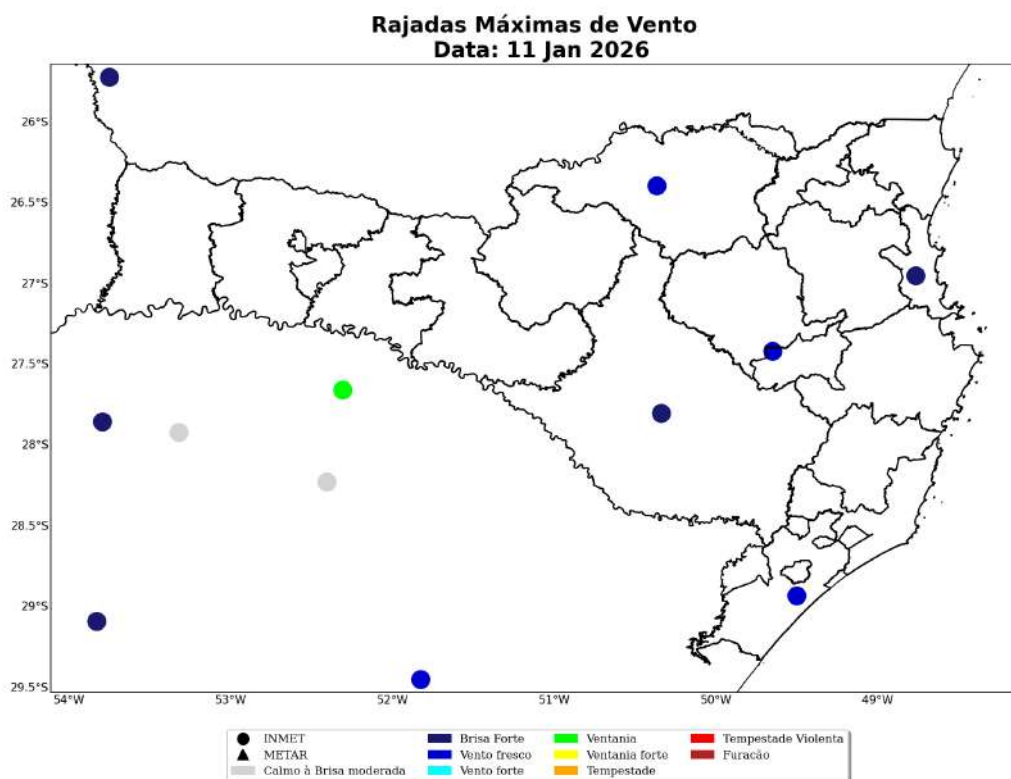 Rajadas Máximas de Vento
Data: 11 Jan 2026
26°S
26.5°S
27°S
27.5°S
28°S
28.5°S
29°S
29.5°S
54°W 53°W 52°W 51°W 50°W 49°W
INMET Brisa Forte Ventania Tempestade Violenta
METAR Vento fresco Ventania forte Furacão
Calmo à Brisa moderada Vento forte Tempestade